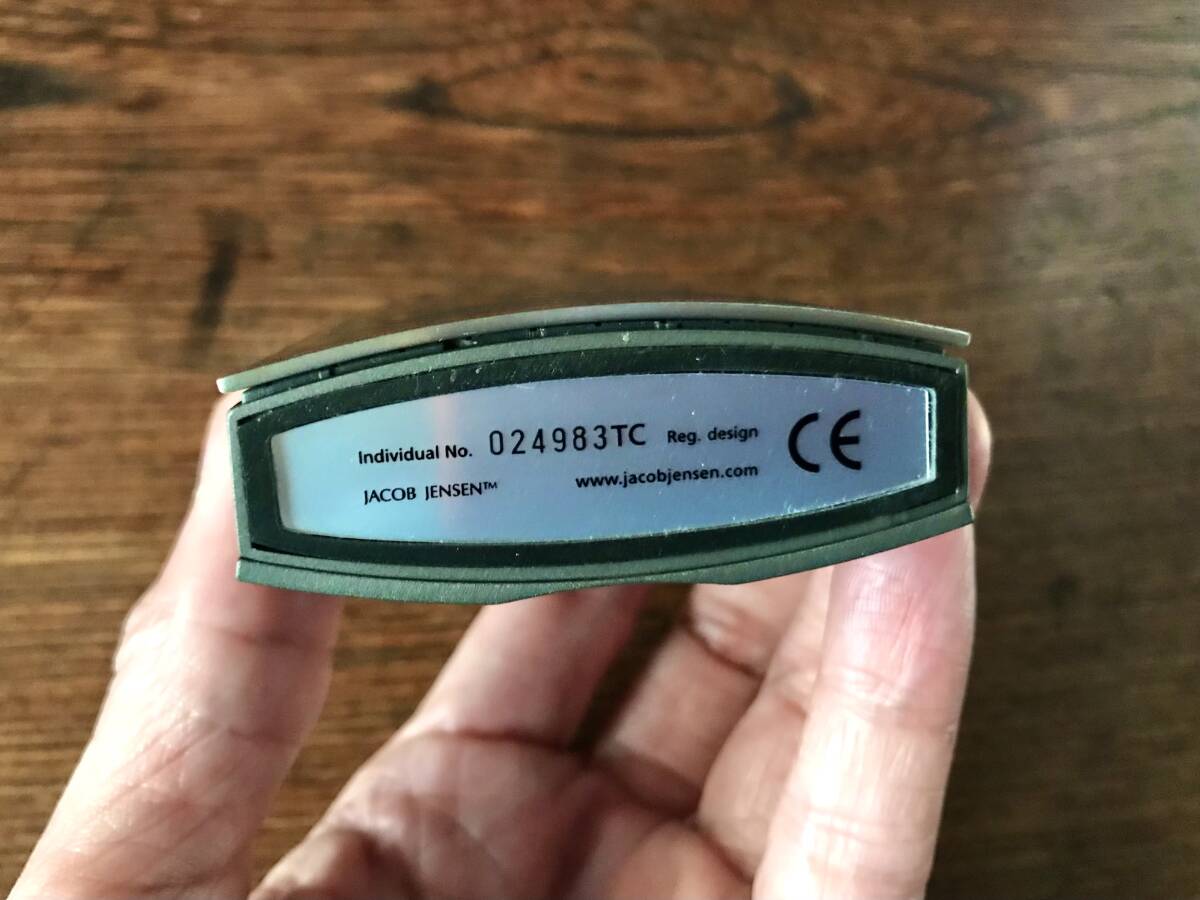 Individual No. 024983TC Reg. design CE
JACOB JENSEN™ www.jacobjensen.com